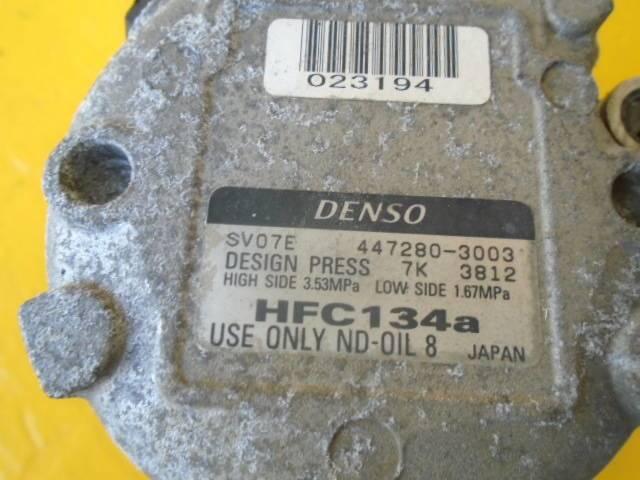 023194
DENSO
SV07E 447280-3003
DESIGN PRESS 7K 3812
HIGH SIDE 3.53MPa LOW SIDE 1.67MPa
HFC134a
USE ONLY ND-OIL 8 JAPAN